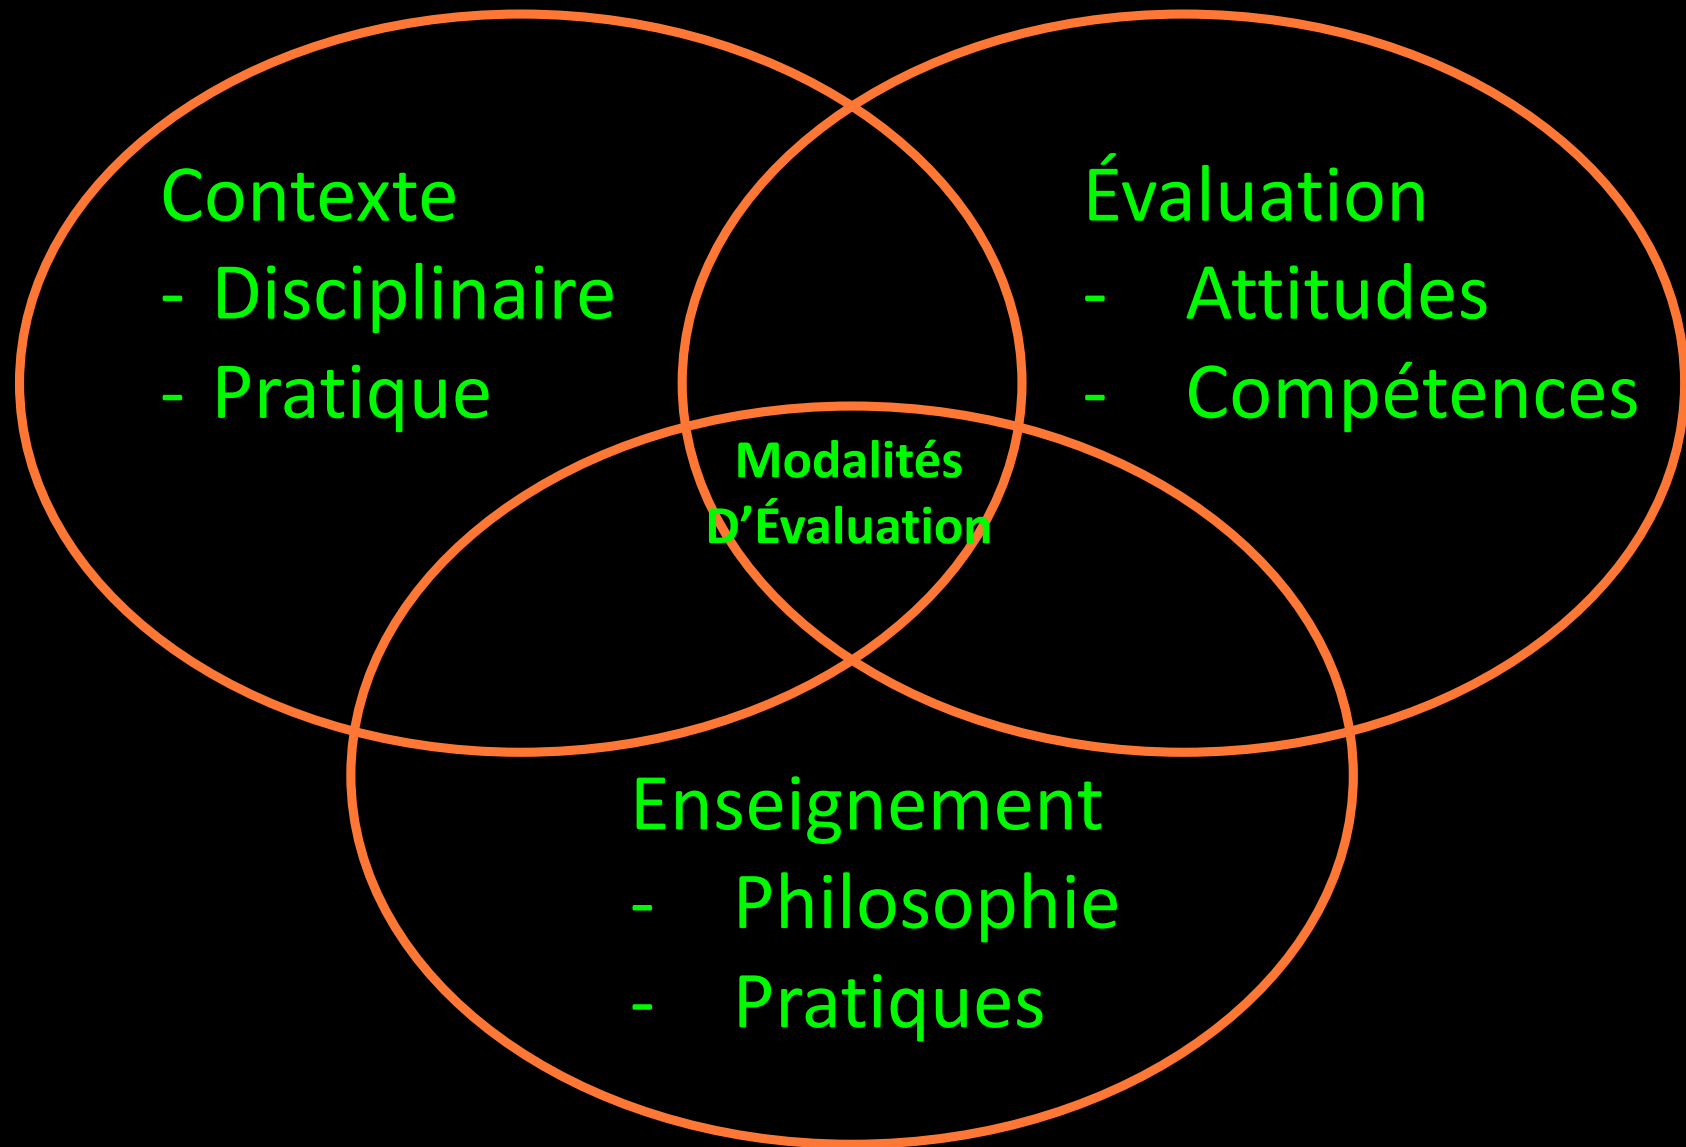 Contexte
- Disciplinaire
- Pratique
Évaluation
- Attitudes
- Compétences
Modalités
D’Évaluation
Enseignement
- Philosophie
- Pratiques